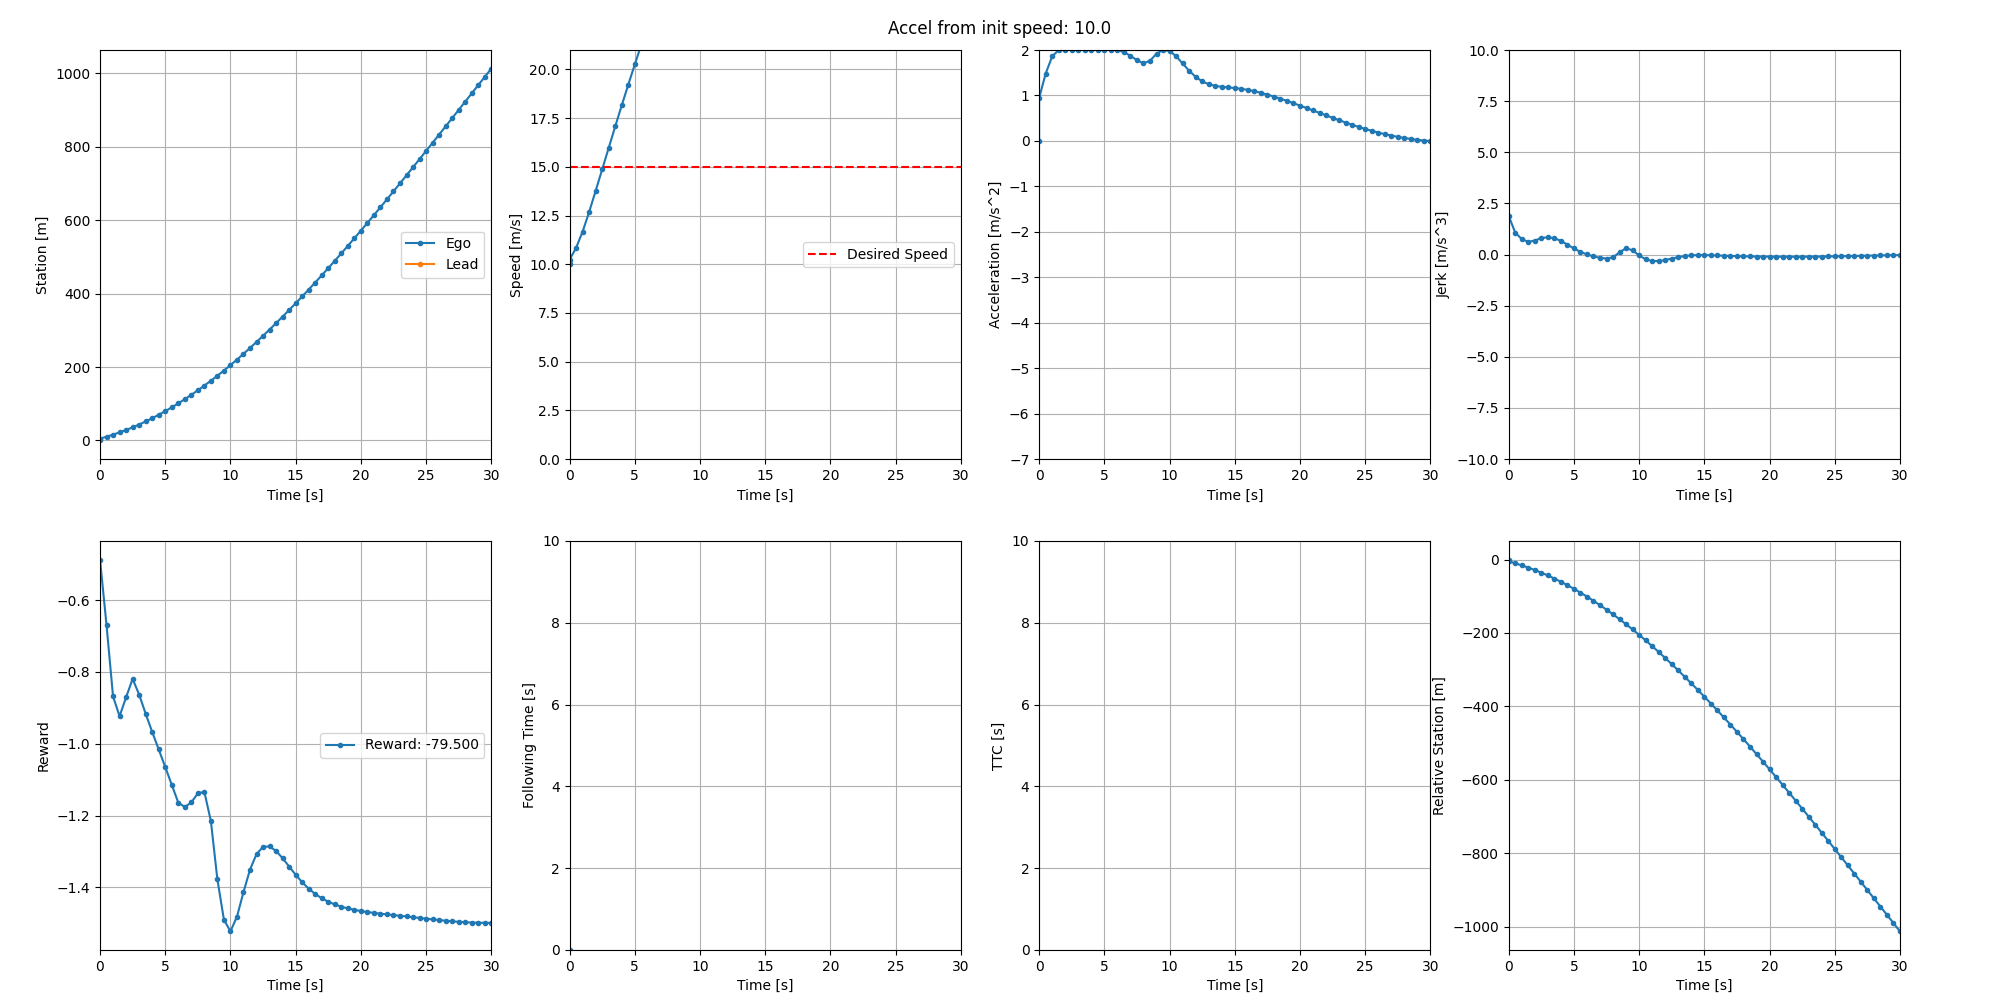 Accel from init speed: 10.0
Station [m]
1000
800
600
400
200
0
0 5 10 15 20 25 30
Time [s]
Ego
Lead
Speed [m/s]
20.0
17.5
15.0
12.5
10.0
7.5
5.0
2.5
0.0
0 5 10 15 20 25 30
Time [s]
Desired Speed
Acceleration [m/s^2]
2
1
0
−1
−2
−3
−4
−5
−6
−7
0 5 10 15 20 25 30
Time [s]
Jerk [m/s^3]
10.0
7.5
5.0
2.5
0.0
−2.5
−5.0
−7.5
−10.0
0 5 10 15 20 25 30
Time [s]
Reward
−0.6
−0.8
−1.0
−1.2
−1.4
0 5 10 15 20 25 30
Time [s]
Reward: -79.500
Following Time [s]
10
8
6
4
2
0
0 5 10 15 20 25 30
Time [s]
TTC [s]
10
8
6
4
2
0
0 5 10 15 20 25 30
Time [s]
Relative Station [m]
0
−200
−400
−600
−800
−1000
0 5 10 15 20 25 30
Time [s]